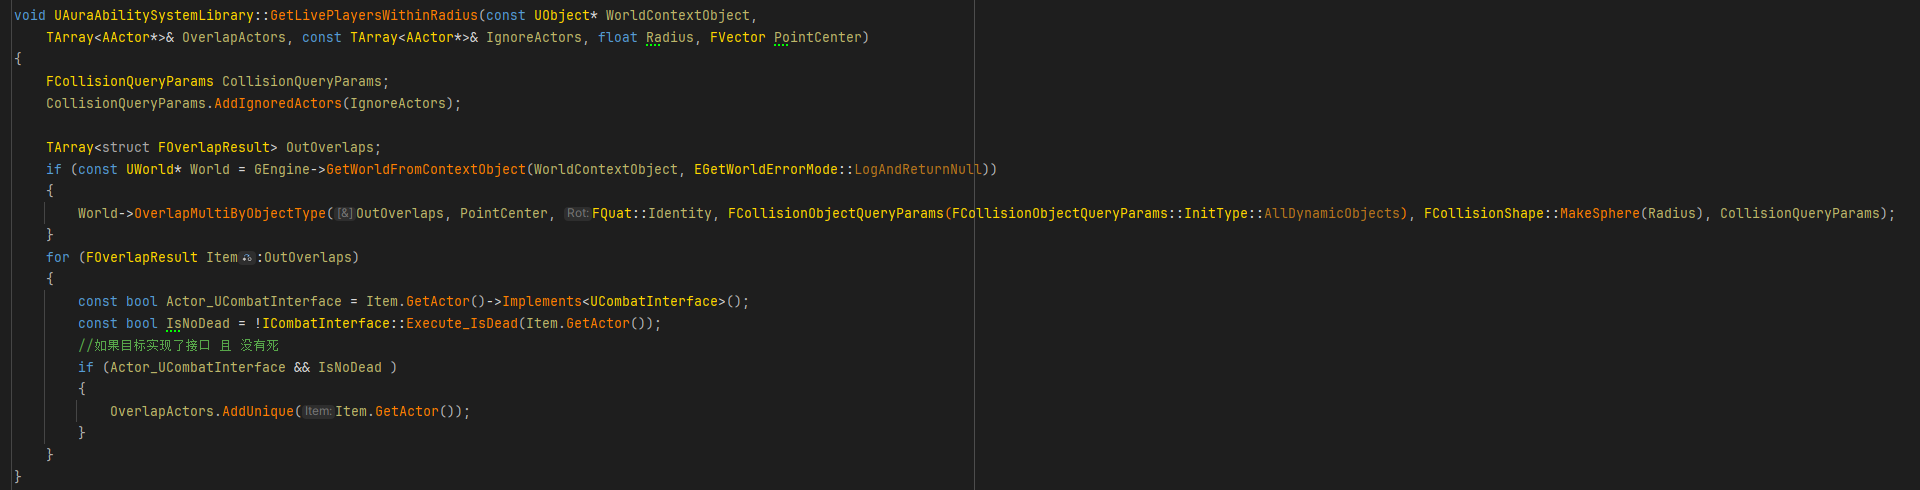 void UAuraAbilitySystemLibrary::GetLivePlayersWithinRadius(const UObject* WorldContextObject,
    TArray<AActor*>& OverlapActors, const TArray<AActor*>& IgnoreActors, float Radius, FVector PointCenter)
{
    FCollisionQueryParams CollisionQueryParams;
    CollisionQueryParams.AddIgnoredActors(IgnoreActors);
    TArray<struct FOverlapResult> OutOverlaps;
    if (const UWorld* World = GEngine->GetWorldFromContextObject(WorldContextObject, EGetWorldErrorMode::LogAndReturnNull))
    {
        World->OverlapMultiByObjectType([&]OutOverlaps, PointCenter, Rot:FQuat::Identity, FCollisionObjectQueryParams(FCollisionObjectQueryParams::InitType::AllDynamicObjects), FCollisionShape::MakeSphere(Radius), CollisionQueryParams);
    }
    for (FOverlapResult Item :OutOverlaps)
    {
        const bool Actor_UCombatInterface = Item.GetActor()->Implements<UCombatInterface>();
        const bool IsNoDead = !ICombatInterface::Execute_IsDead(Item.GetActor());
        //如果目标实现了接口 且 没有死
        if (Actor_UCombatInterface && IsNoDead )
        {
            OverlapActors.AddUnique(Item:Item.GetActor());
        }
    }
}